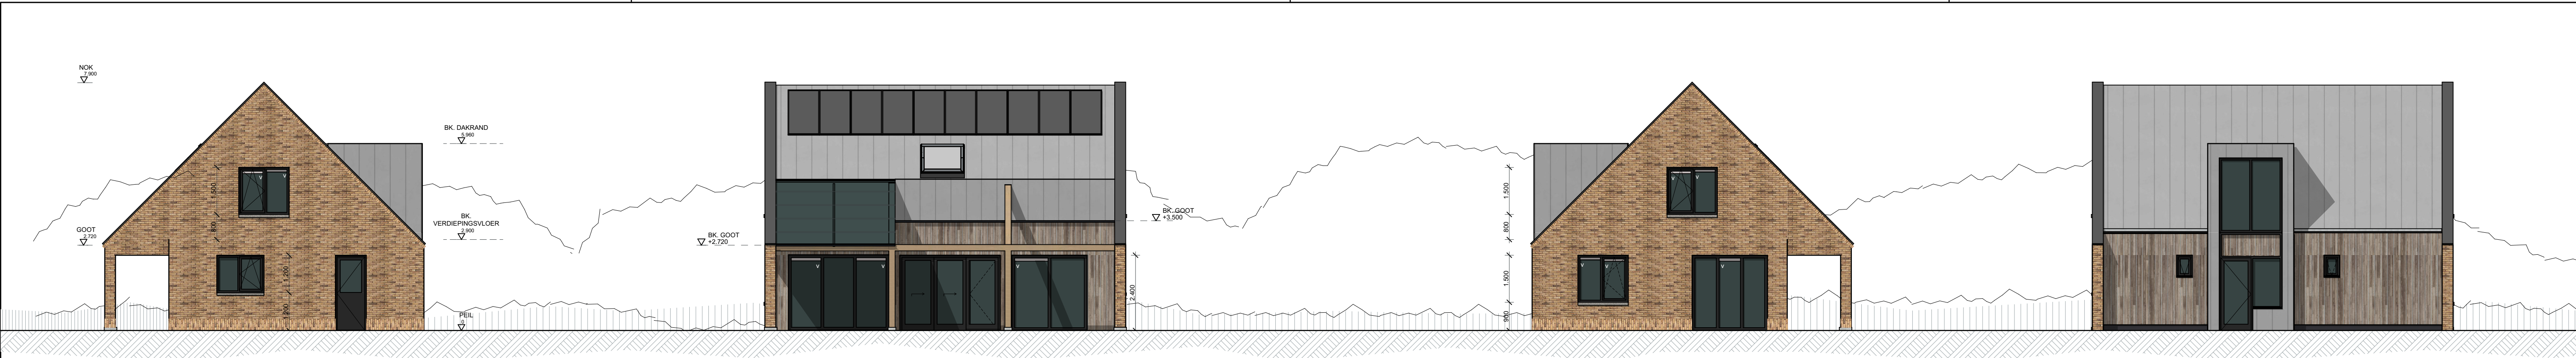 NOK
7.900
GOOT
2.720
1.500
800
1.200
V
V
BK. DAKRAND
5.960
BK.
VERDIEPINGSVLOER
2.900
PEIL
0
BK. GOOT
+2.720
V
V
V
2.400
BK. GOOT
+3.500
1.500
800
1.500
900
V
V
V
V
V